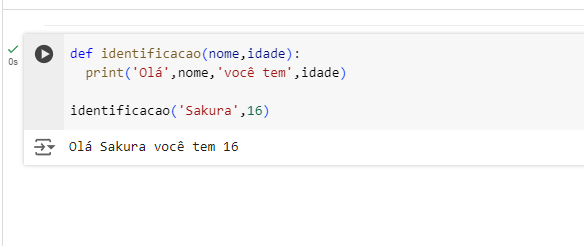 0s
def identificacao(nome,idade):
print('Olá',nome,'você tem',idade)
identificacao('Sakura',16)
Olá Sakura você tem 16